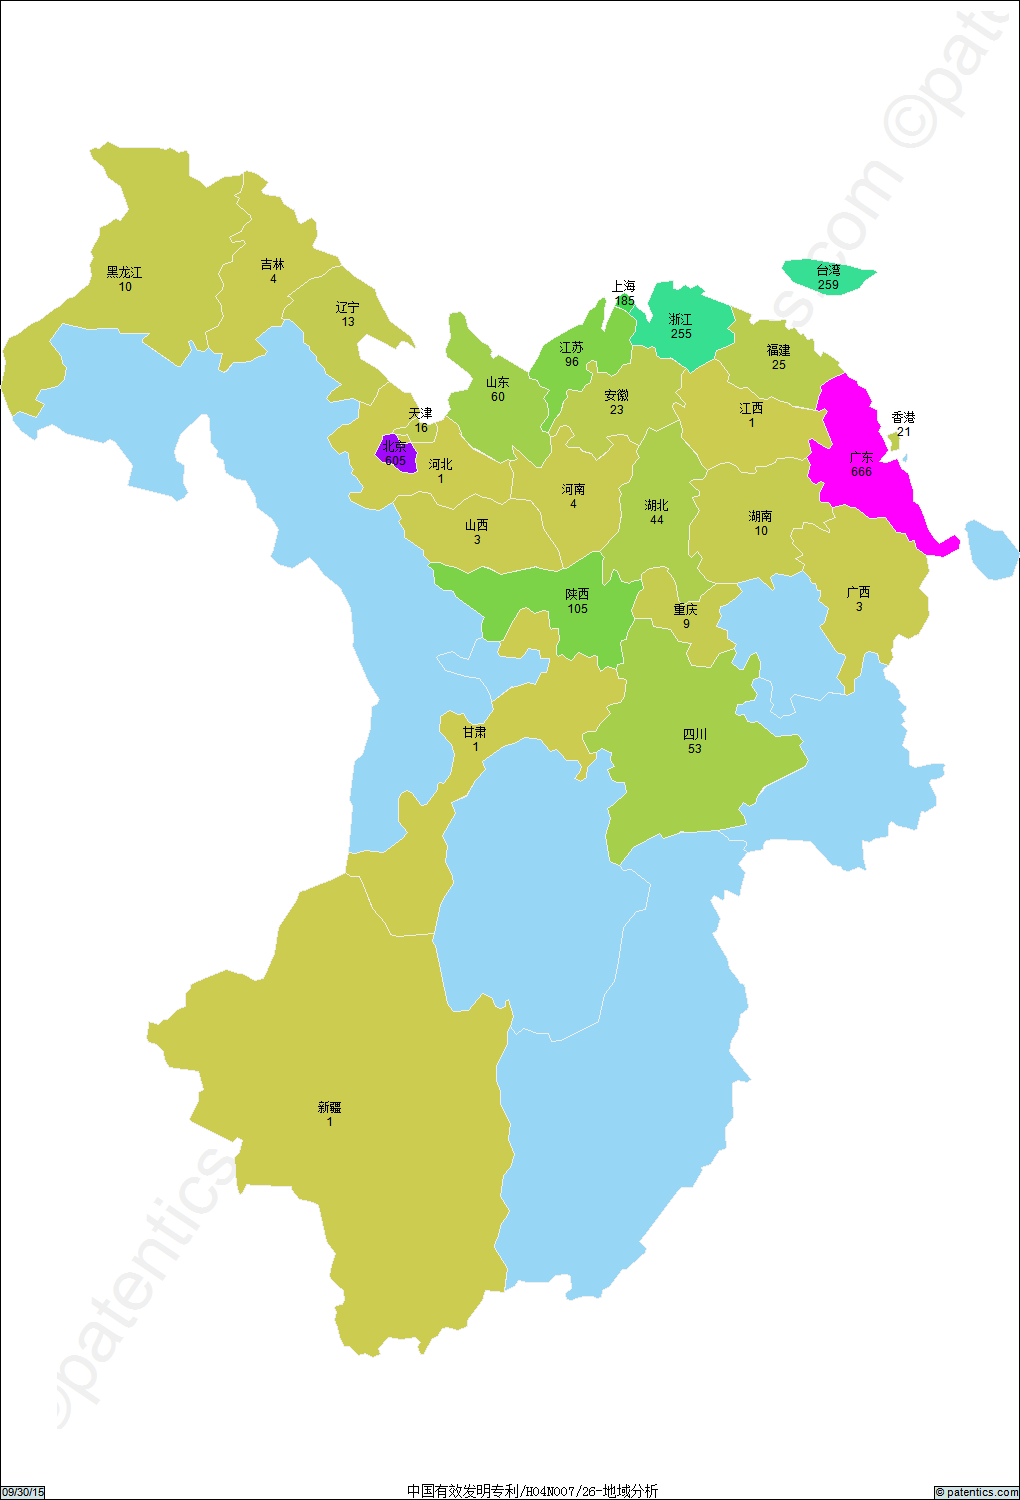 ©patentics.com ©patentics.com
黑龙江
10
吉林
4
辽宁
13
台湾
259
上海
185
浙江
255
江苏
96
福建
25
山东
60
安徽
23
江西
1
天津
16
香港
21
北京
605
河北
1
广东
666
河南
4
湖北
44
湖南
10
山西
3
陕西
105
重庆
9
广西
3
甘肃
1
四川
53
新疆
1
09/30/15
中国有效发明专利/H04N007/26-地域分析
© patentics.com